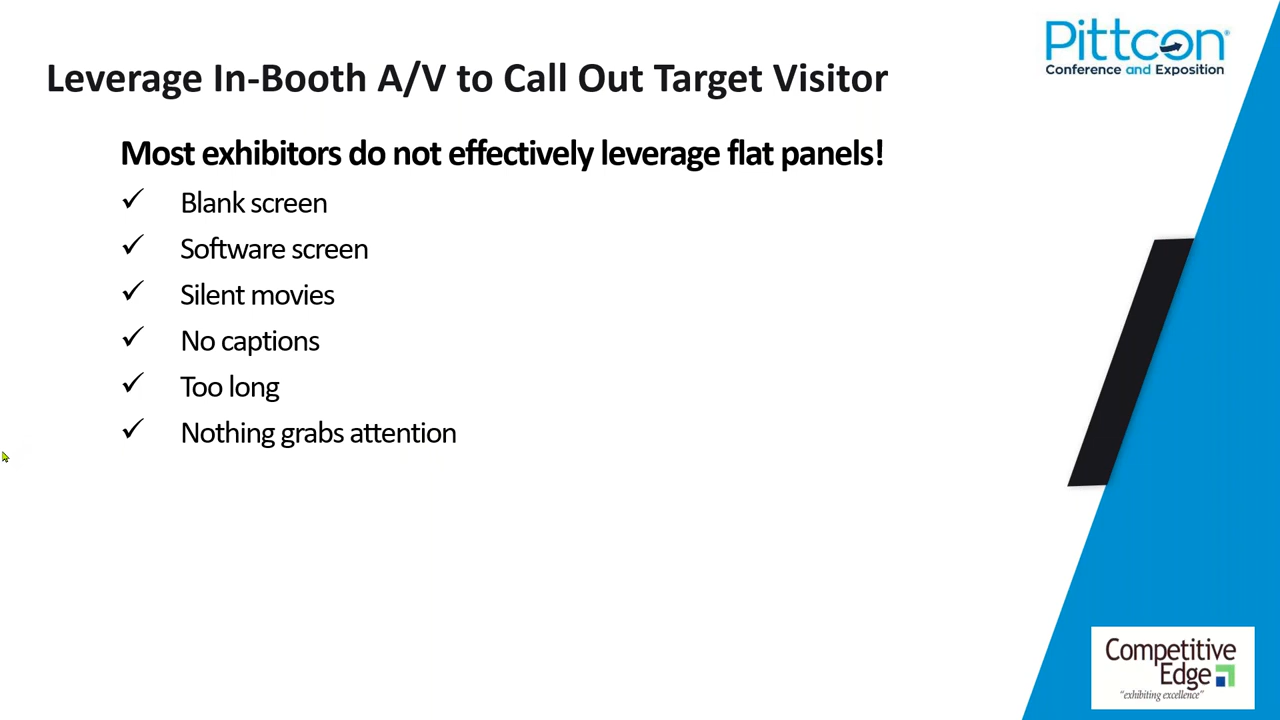 Pittcon®
Conference and Exposition
Leverage In-Booth A/V to Call Out Target Visitor
Most exhibitors do not effectively leverage flat panels!
✓ Blank screen
✓ Software screen
✓ Silent movies
✓ No captions
✓ Too long
✓ Nothing grabs attention
Competitive
Edge
"exhibiting excellence"